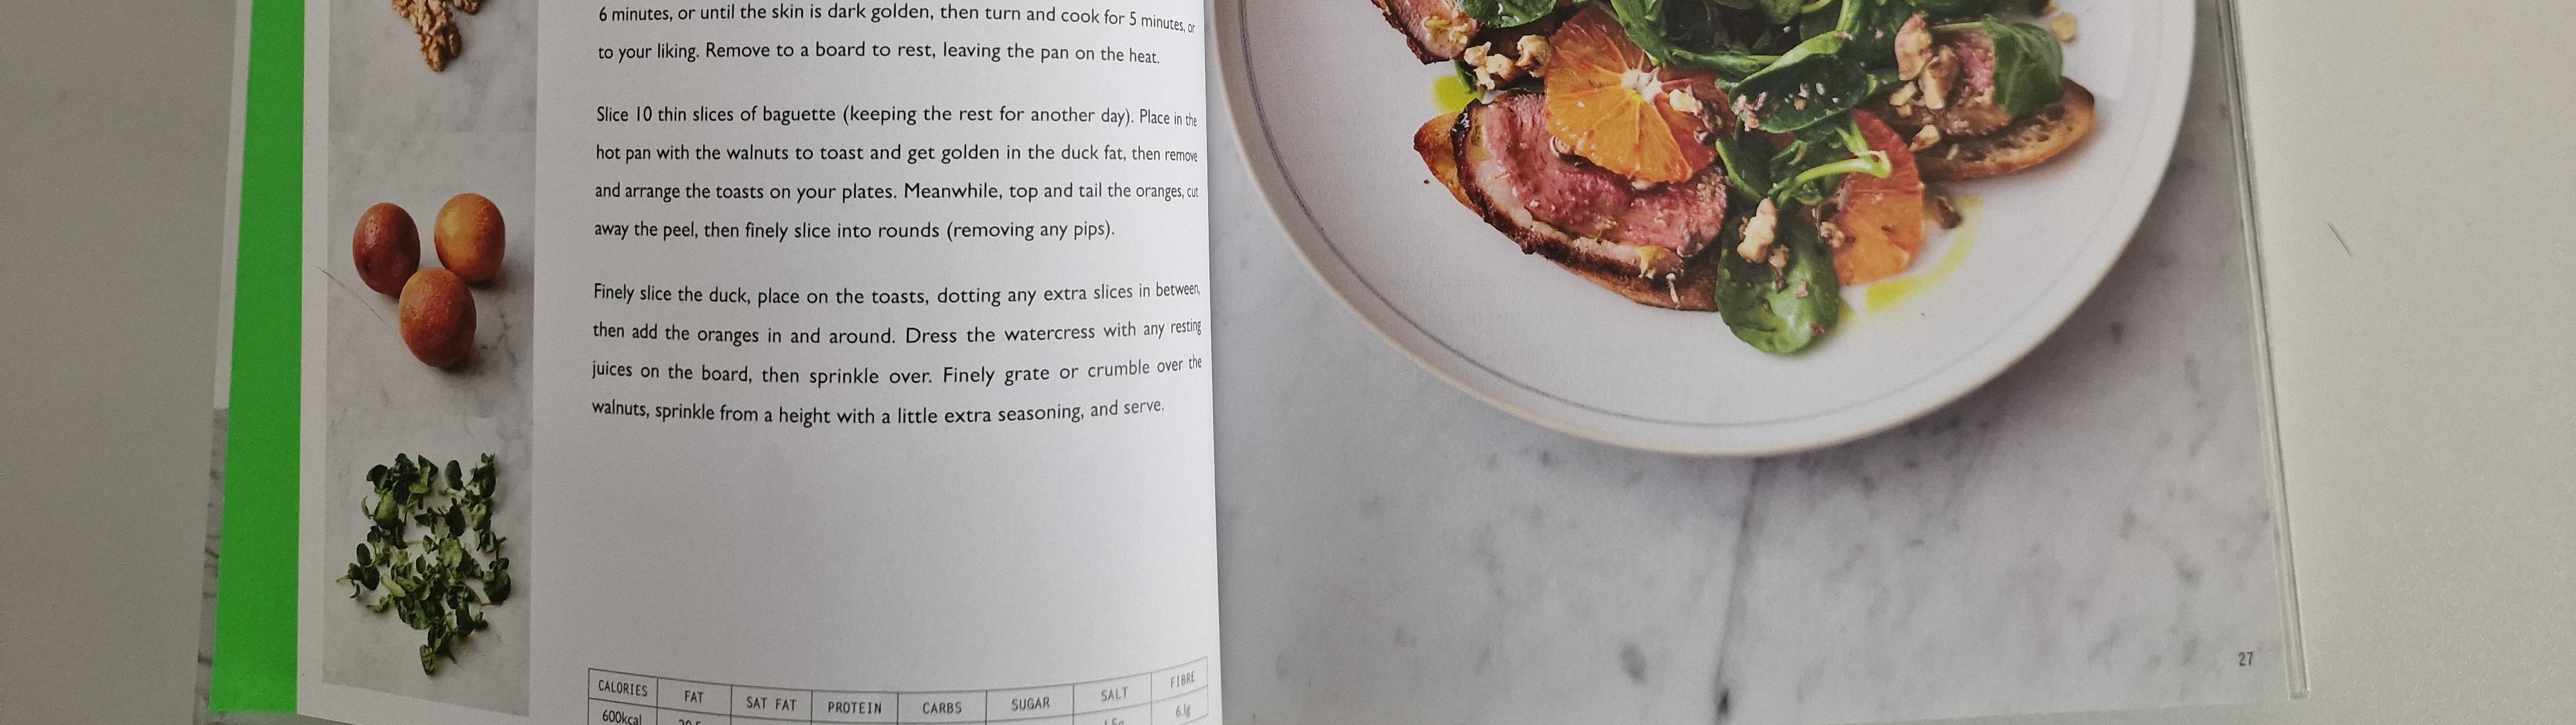 6 minutes, or until the skin is dark golden, then turn and cook for 5 minutes, or
to your liking. Remove to a board to rest, leaving the pan on the heat.
Slice 10 thin slices of baguette (keeping the rest for another day). Place in the
hot pan with the walnuts to toast and get golden in the duck fat, then remove
and arrange the toasts on your plates. Meanwhile, top and tail the oranges, cut
away the peel, then finely slice into rounds (removing any pips).
Finely slice the duck, place on the toasts, dotting any extra slices in between,
then add the oranges in and around. Dress the watercress with any resting
juices on the board, then sprinkle over. Finely grate or crumble over the
walnuts, sprinkle from a height with a little extra seasoning, and serve.
CALORIES FAT SAT FAT PROTEIN CARBS SUGAR SALT FIBRE
600kcal 6.1g
27